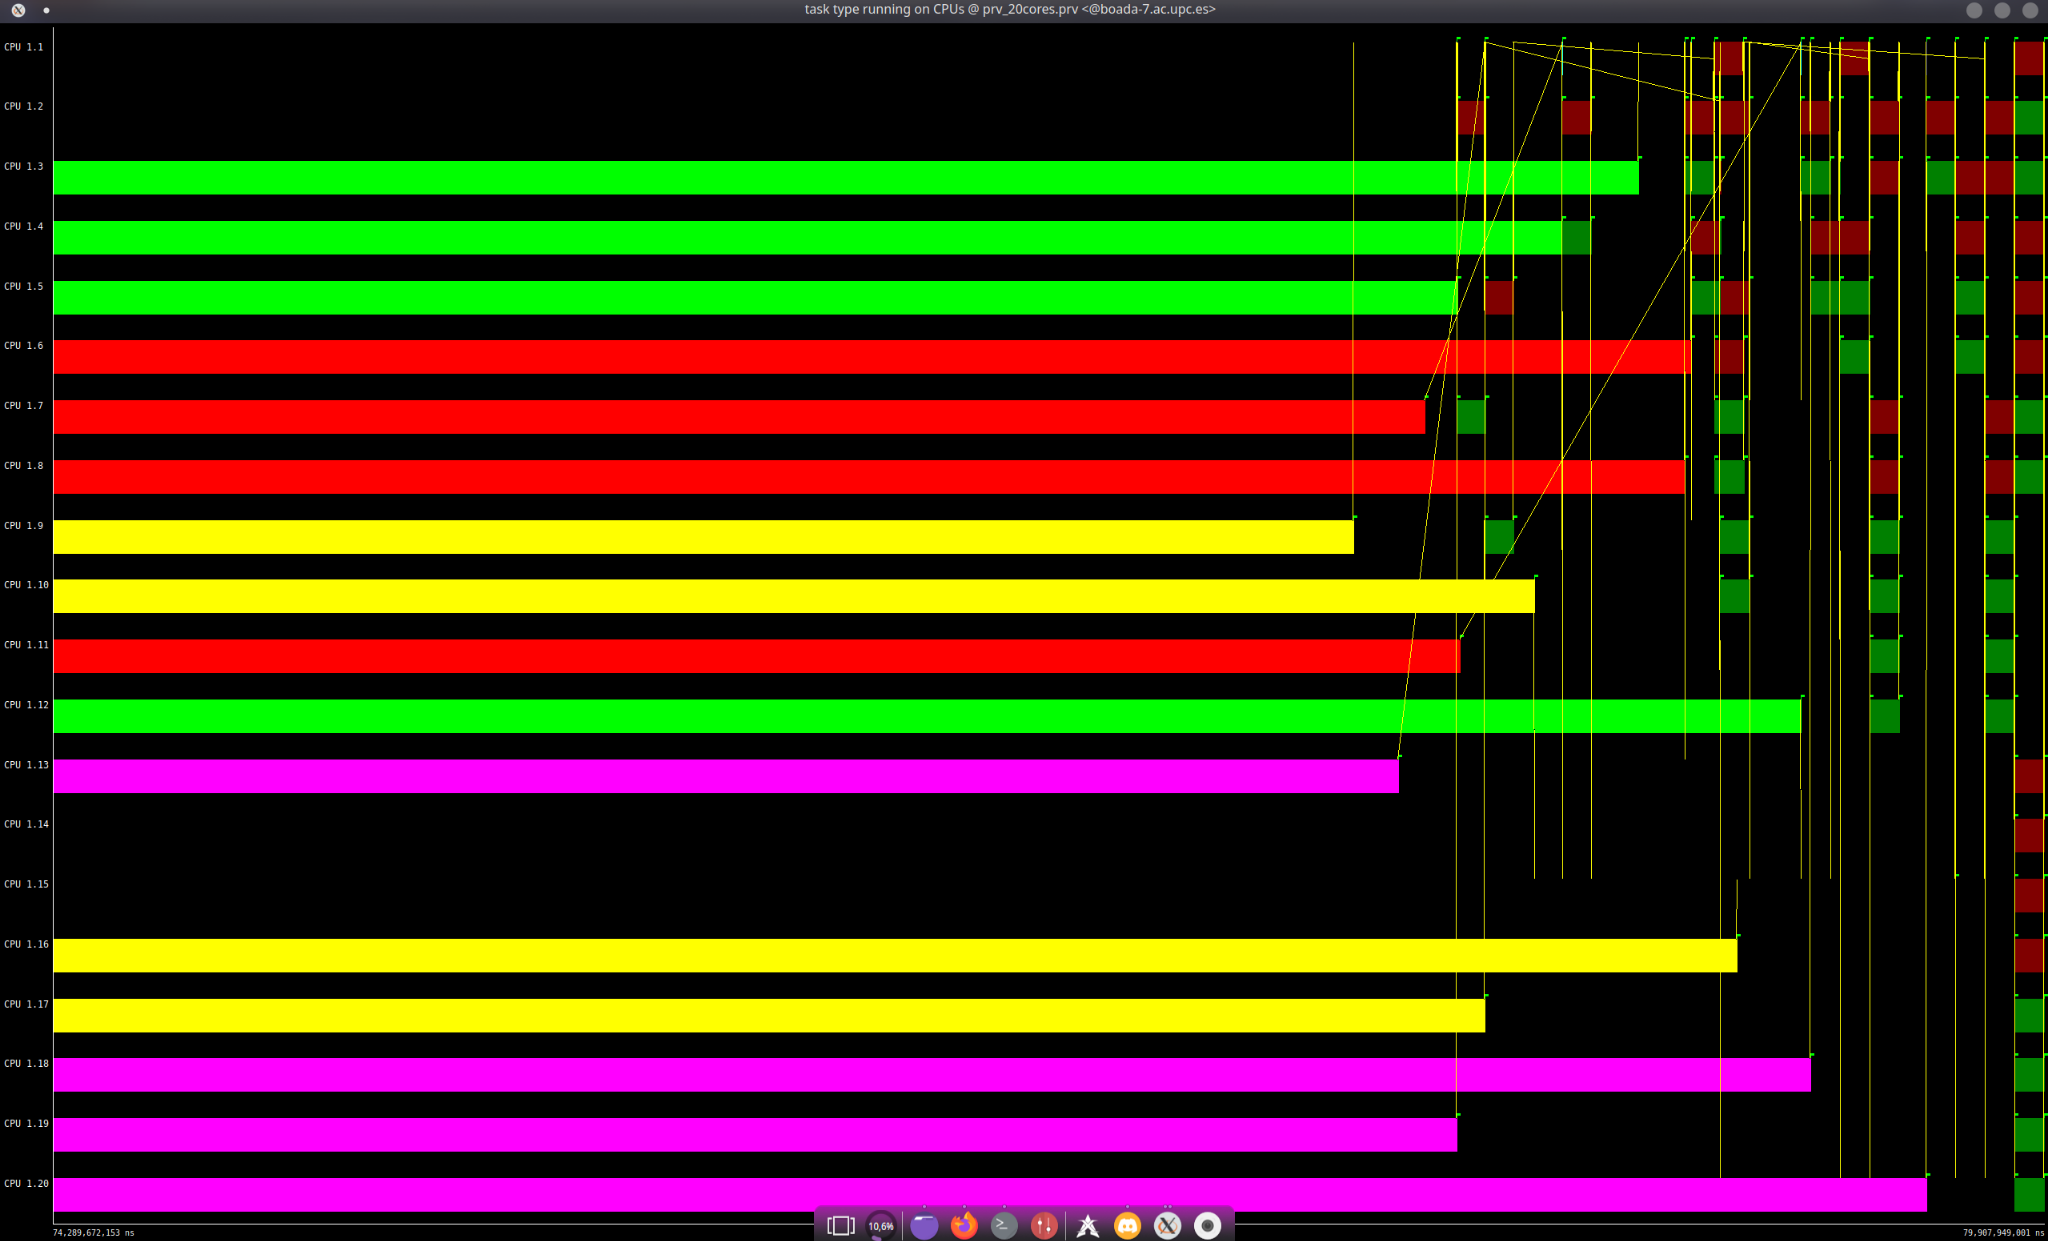 task type running on CPUs @ prv_20cores.prv <@boada-7.ac.upc.es>
CPU 1.1
CPU 1.2
CPU 1.3
CPU 1.4
CPU 1.5
CPU 1.6
CPU 1.7
CPU 1.8
CPU 1.9
CPU 1.10
CPU 1.11
CPU 1.12
CPU 1.13
CPU 1.14
CPU 1.15
CPU 1.16
CPU 1.17
CPU 1.18
CPU 1.19
CPU 1.20
10,6%
74,289,672,153 ns
79,907,949,001 ns